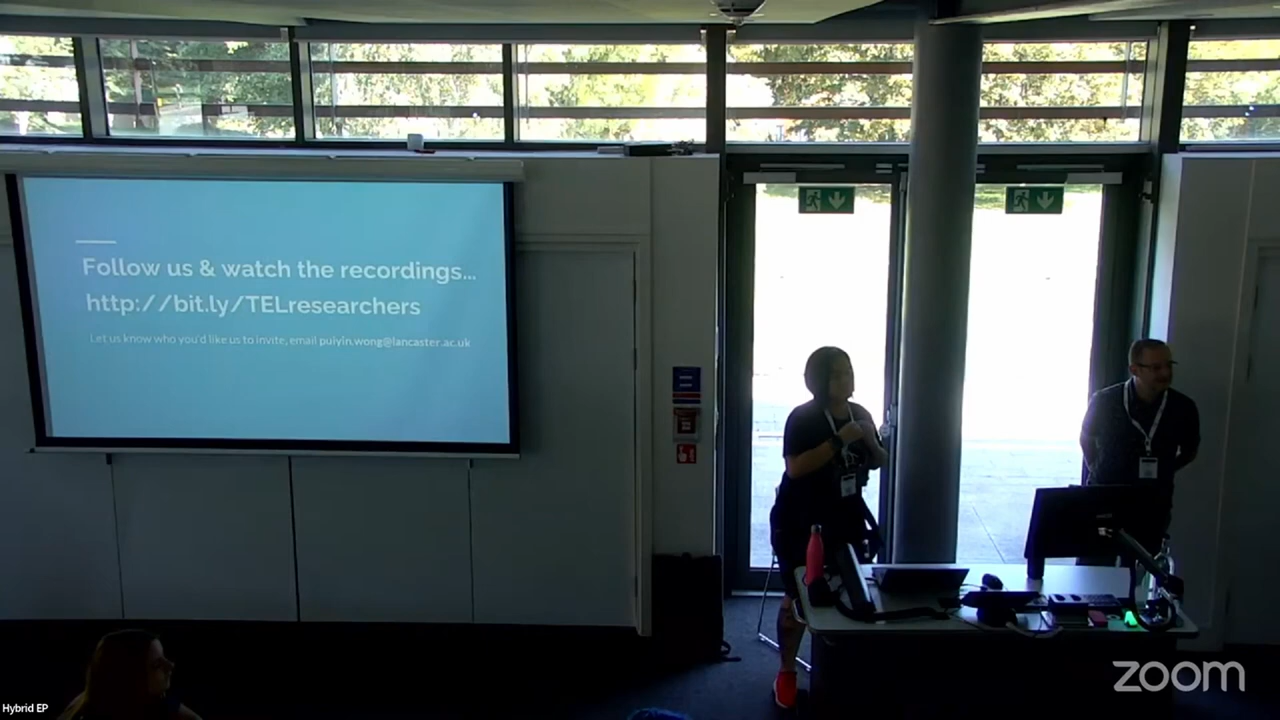 Follow us & watch the recordings...
http://bit.ly/TELresearchers
Let us know who you'd like us to invite, email puiyin.wong@lancaster.ac.uk
zoom
Hybrid EP